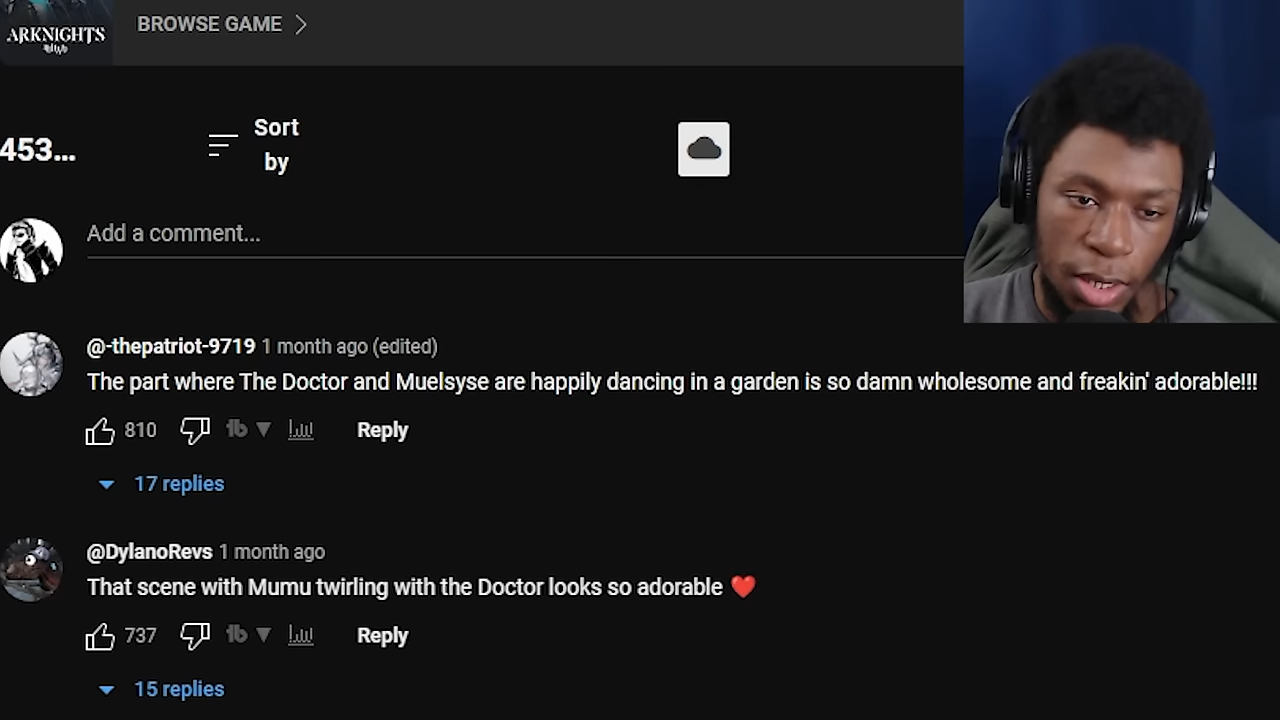 ARKNIGHTS
BROWSE GAME
453...
Sort
by
Add a comment...
@-thepatriot-9719 1 month ago (edited)
The part where The Doctor and Muelsyse are happily dancing in a garden is so damn wholesome and freakin' adorable!!!
810
Reply
17 replies
@DylanoRevs 1 month ago
That scene with Mumu twirling with the Doctor looks so adorable ❤️
737
Reply
15 replies